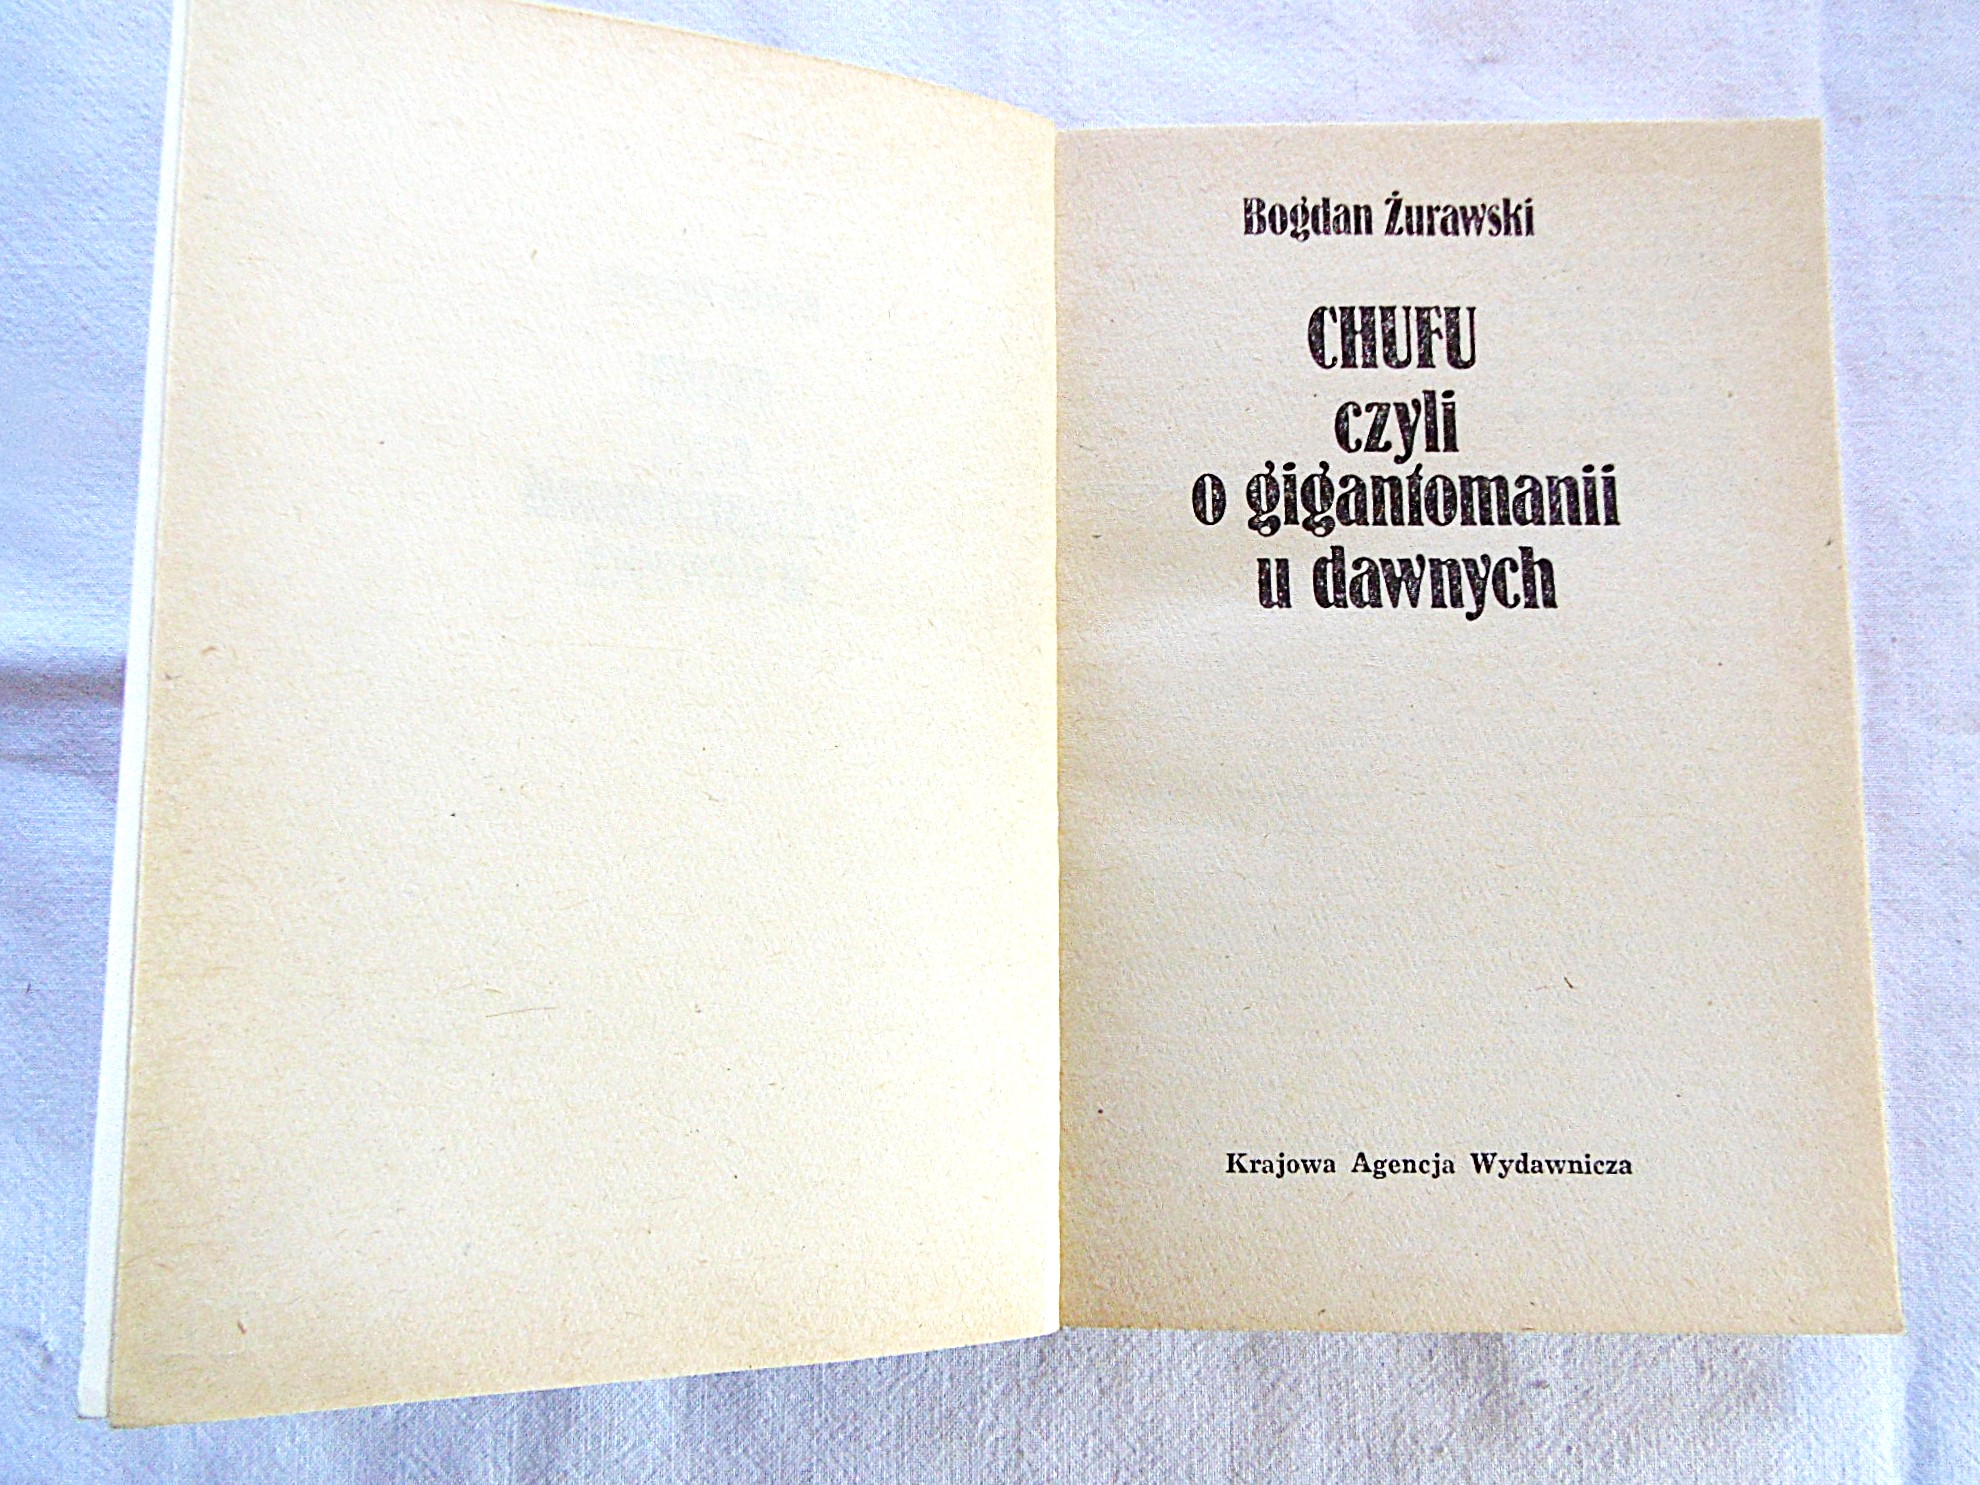 Bogdan Żurawski
CHUFU
czyli
o gigantomanii
u dawnych
Krajowa Agencja Wydawnicza